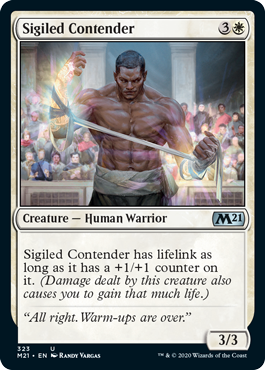 Sigiled Contender 3
Creature — Human Warrior M21
Sigiled Contender has lifelink as
long as it has a +1/+1 counter on
it. (Damage dealt by this creature also
causes you to gain that much life.)
“All right. Warm-ups are over.”
3/3
323 U
M21 • EN RANDY VARGAS ™ & © 2020 Wizards of the Coast